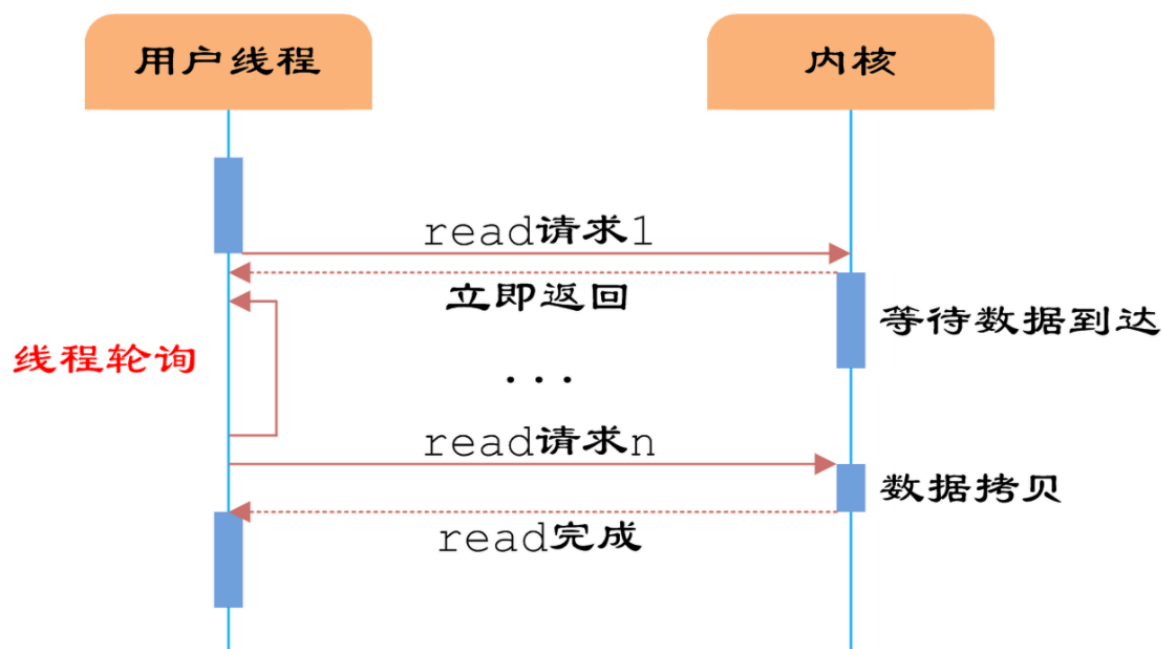 用户线程
内核
read请求1
立即返回
等待数据到达
线程轮询
...
read请求n
数据拷贝
read完成